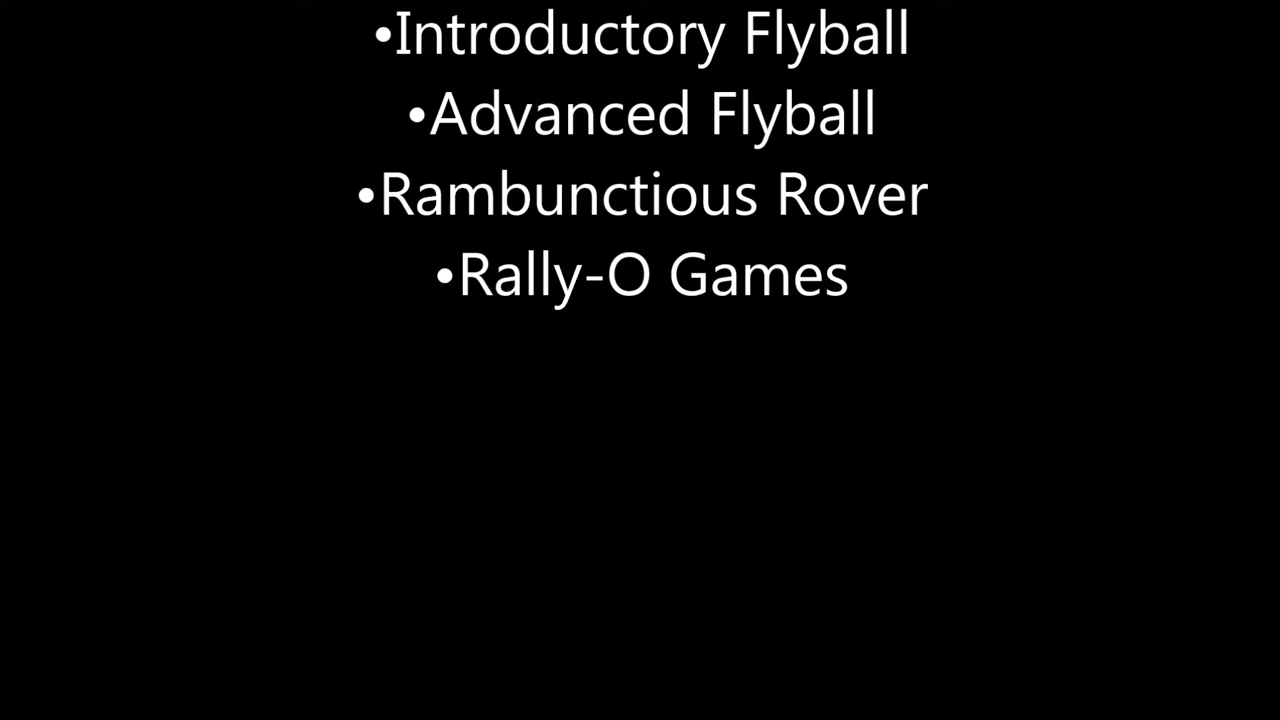 •Introductory Flyball
•Advanced Flyball
•Rambunctious Rover
•Rally-O Games